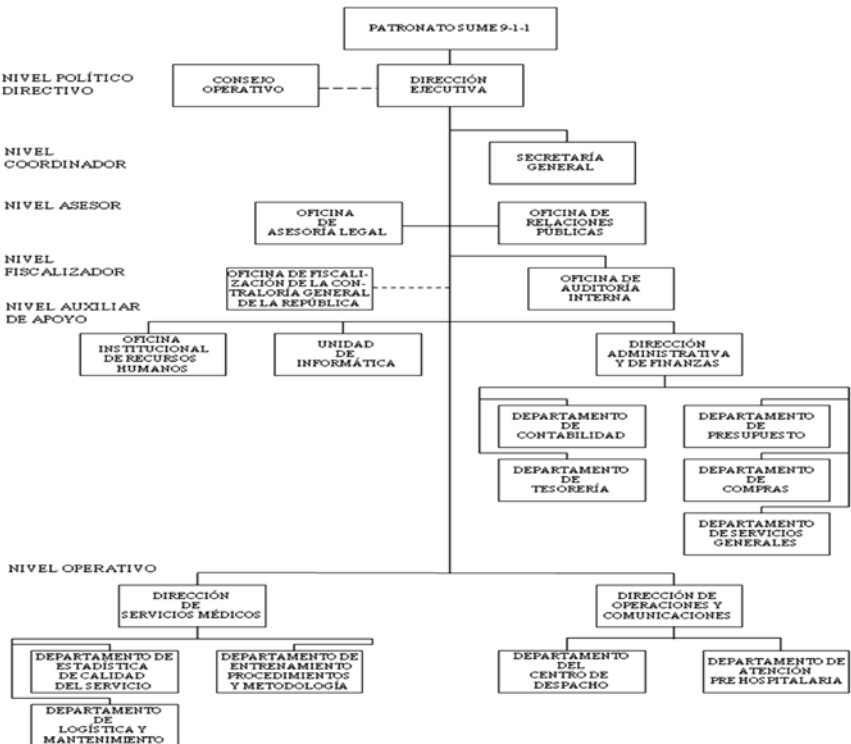 PATRONATO SUME 9-1-1
NIVEL POLÍTICO
DIRECTIVO
CONSEJO
OPERATIVO
DIRECCIÓN
EJECUTIVA
NIVEL
COORDINADOR
SECRETARÍA
GENERAL
NIVEL ASESOR
OFICINA
DE
ASESORÍA LEGAL
OFICINA DE
RELACIONES
PÚBLICAS
NIVEL
FISCALIZADOR
OFICINA DE FISCALI-
ZACIÓN DE LA CON-
TRALORÍA GENERAL
DE LA REPÚBLICA
OFICINA DE
AUDITORÍA
INTERNA
NIVEL AUXILIAR
DE APOYO
OFICINA
INSTITUCIONAL
DE RECURSOS
HUMANOS
UNIDAD
DE
INFORMÁTICA
DIRECCIÓN
ADMINISTRATIVA
Y DE FINANZAS
DEPARTAMENTO
DE
CONTABILIDAD
DEPARTAMENTO
DE
PRESUPUESTO
DEPARTAMENTO
DE
TESORERÍA
DEPARTAMENTO
DE
COMPRAS
DEPARTAMENTO
DE SERVICIOS
GENERALES
NIVEL OPERATIVO
DIRECCIÓN
DE
SERVICIOS MÉDICOS
DIRECCIÓN DE
OPERACIONES Y
COMUNICACIONES
DEPARTAMENTO DE
ESTADÍSTICA
DE CALIDAD
DEL SERVICIO
DEPARTAMENTO DE
ENTRENAMIENTO
PROCEDIMIENTOS
Y METODOLOGÍA
DEPARTAMENTO
DEL
CENTRO DE
DESPACHO
DEPARTAMENTO DE
ATENCIÓN
PRE HOSPITALARIA
DEPARTAMENTO
DE
LOGÍSTICA Y
MANTENIMIENTO